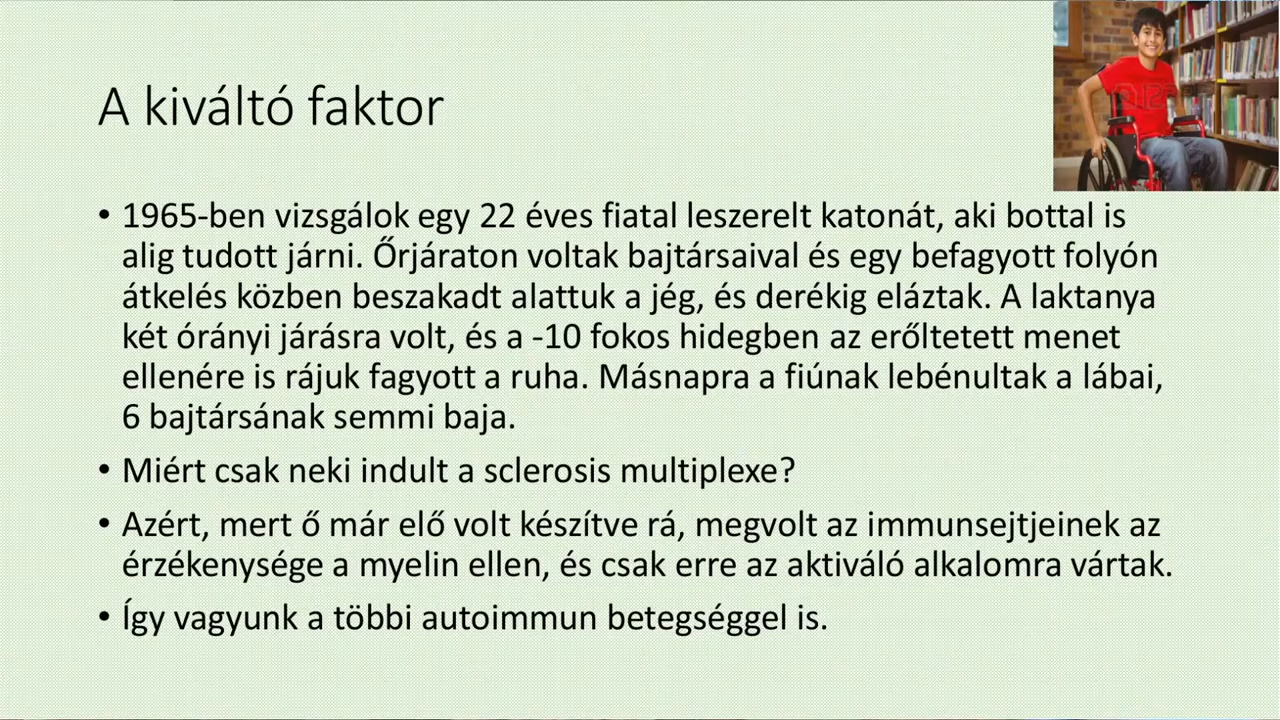 A kiváltó faktor
• 1965-ben vizsgálok egy 22 éves fiatal leszerelt katonát, aki bottal is
alig tudott járni. Őrjáraton voltak bajtársaival és egy befagyott folyón
átkelés közben beszakadt alattuk a jég, és derékig eláztak. A laktanya
két órányi járásra volt, és a -10 fokos hidegben az erőltetett menet
ellenére is rájuk fagyott a ruha. Másnapra a fiúnak lebénultak a lábai,
6 bajtársának semmi baja.
• Miért csak neki indult a sclerosis multiplexe?
• Azért, mert ő már elő volt készítve rá, megvolt az immunsejtjeinek az
érzékenysége a myelin ellen, és csak erre az aktiváló alkalomra vártak.
• Így vagyunk a többi autoimmun betegséggel is.